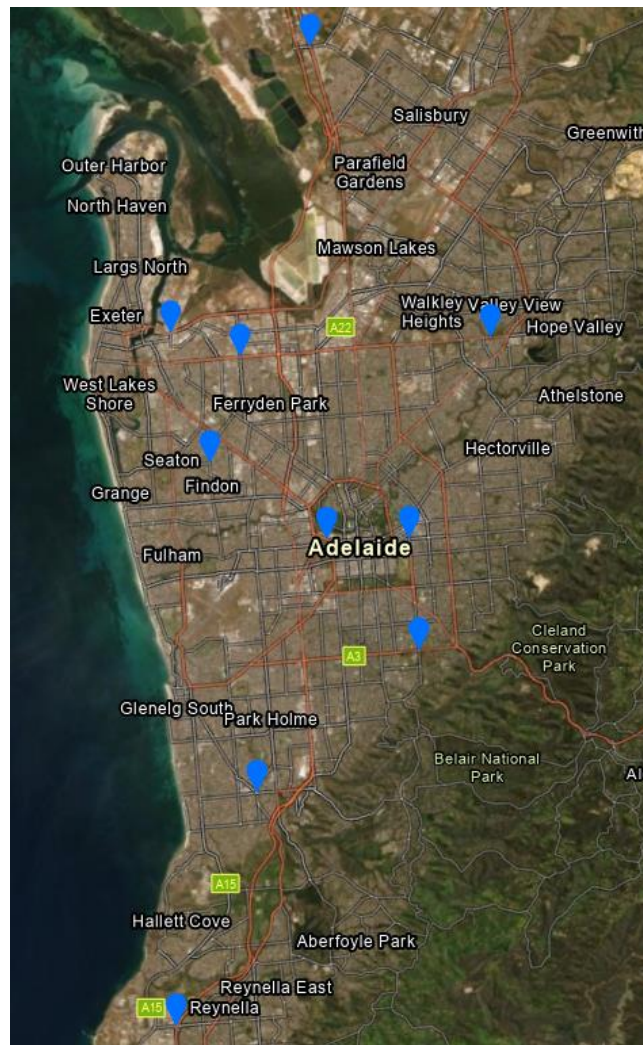 Salisbury
Greenwith
Parafield
Gardens
Outer Harbor
North Haven
Mawson Lakes
Largs North
Exeter
Walkley
Heights
Valley View
A22
Hope Valley
West Lakes
Shore
Ferryden Park
Athelstone
Hectorville
Seaton
Findon
Grange
Fulham
Adelaide
Cleland
Conservation
Park
A3
Glenelg South
Park Holme
Belair National
Park
Al
A15
Hallett Cove
Aberfoyle Park
Reynella East
A15
Reynella